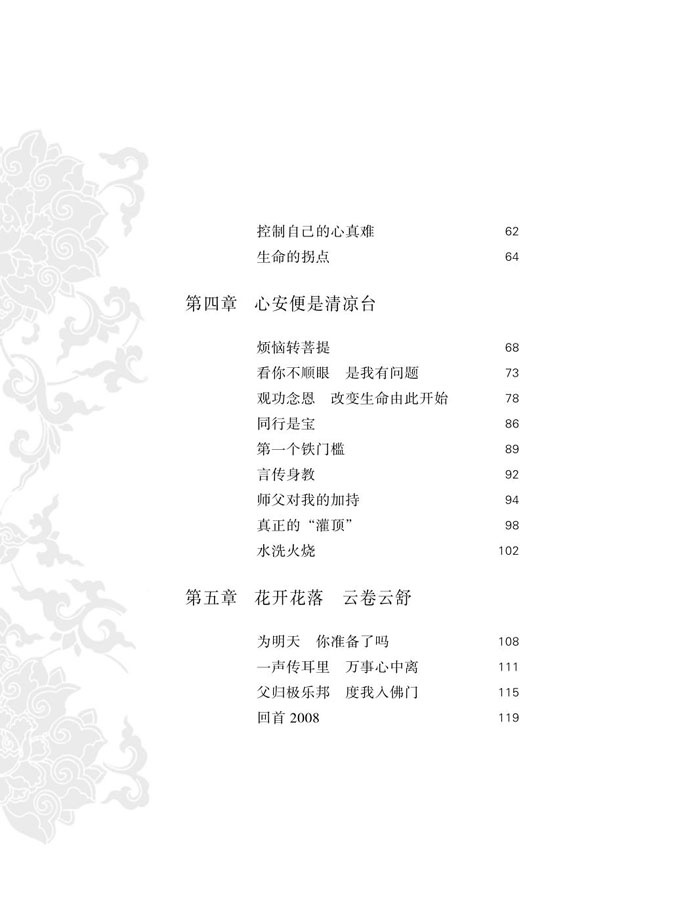 控制自己的心真难 62
生命的拐点 64
第四章 心安便是清凉台
烦恼转菩提 68
看你不顺眼 是我有问题 73
观功念恩 改变生命由此开始 78
同行是宝 86
第一个铁门槛 89
言传身教 92
师父对我的加持 94
真正的“灌顶” 98
水洗火烧 102
第五章 花开花落 云卷云舒
为明天 你准备了吗 108
一声传耳里 万事心中离 111
父归极乐邦 度我入佛门 115
回首 2008 119